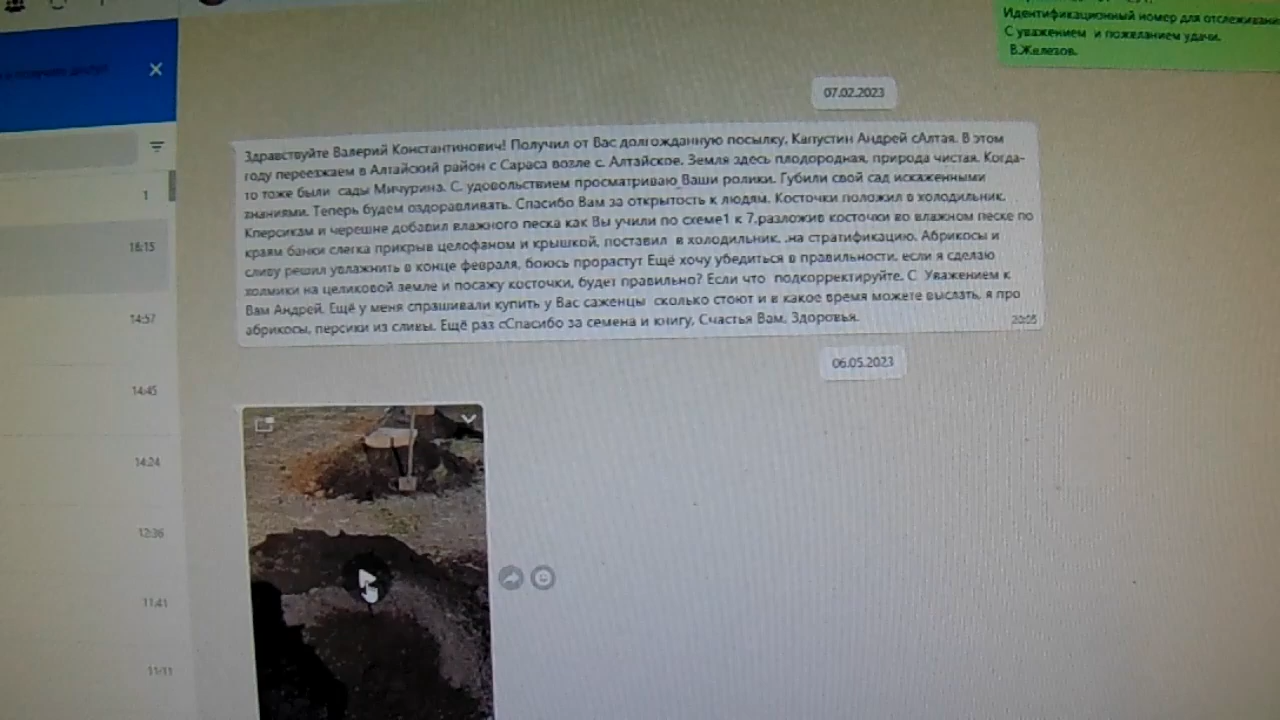 Идентификационный номер для отслеживани
С уважением и пожеланием удачи.
В.Железов.
07.02.2023
Здравствуйте Валерий Константинович! Получил от Вас долгожданную посылку, Капустин Андрей сАлтая. В этом
году переезжаем в Алтайский район с Сараса возле с. Алтайское. Земля здесь плодородная, природа чистая. Когда-
то тоже были сады Мичурина. С удовольствием просматриваю Ваши ролики. Губили свой сад искаженными
знаниями. Теперь будем оздоравливать. Спасибо Вам за открытость к людям. Косточки положил в холодильник.
Кперсикам и черешне добавил влажного песка как Вы учили по схеме1 к 7,разложив косточки во влажном песке по
краям банки слегка прикрыв целофаном и крышкой, поставил в холодильник, .на стратификацию. Абрикосы и
сливу решил увлажнить в конце февраля, боюсь прорастут Ещё хочу убедиться в правильности, если я сделаю
холмики на целиковой земле и посажу косточки, будет правильно? Если что подкорректируйте. С Уважением к
Вам Андрей. Ещё у меня спрашивали купить у Вас саженцы сколько стоют и в какое время можете выслать, я про
абрикосы, персики из сливы. Ещё раз сСпасибо за семена и книгу, Счастья Вам, Здоровья.
20:05
06.05.2023
1
18:15
14:57
14:45
14:24
12:36
11:41
11:11